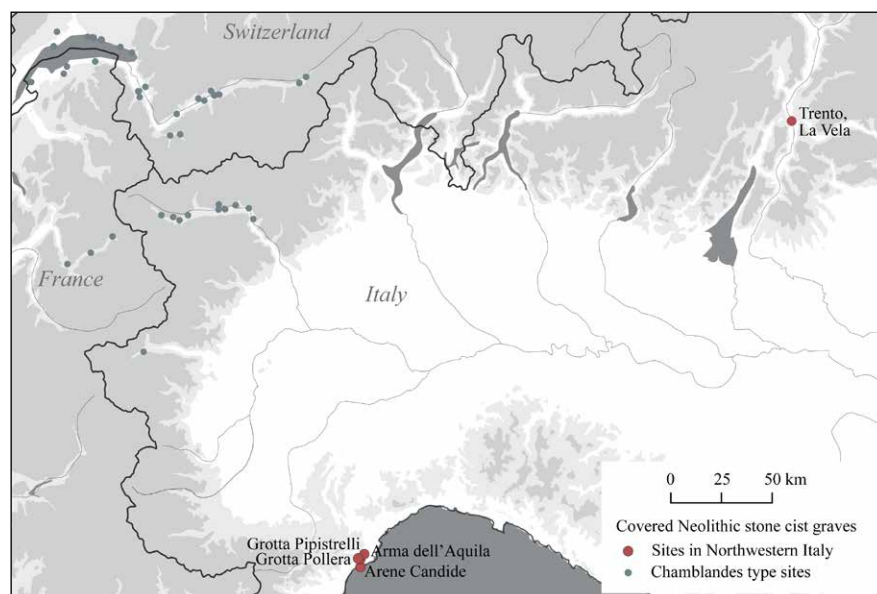 Switzerland
Trento,
La Vela
France
Italy
0 25 50 km
Covered Neolithic stone cist graves
Sites in Northwestern Italy
Chamblandes type sites
Grotta Pipistrelli
Grotta Pollera
Arma dell'Aquila
Arene Candide